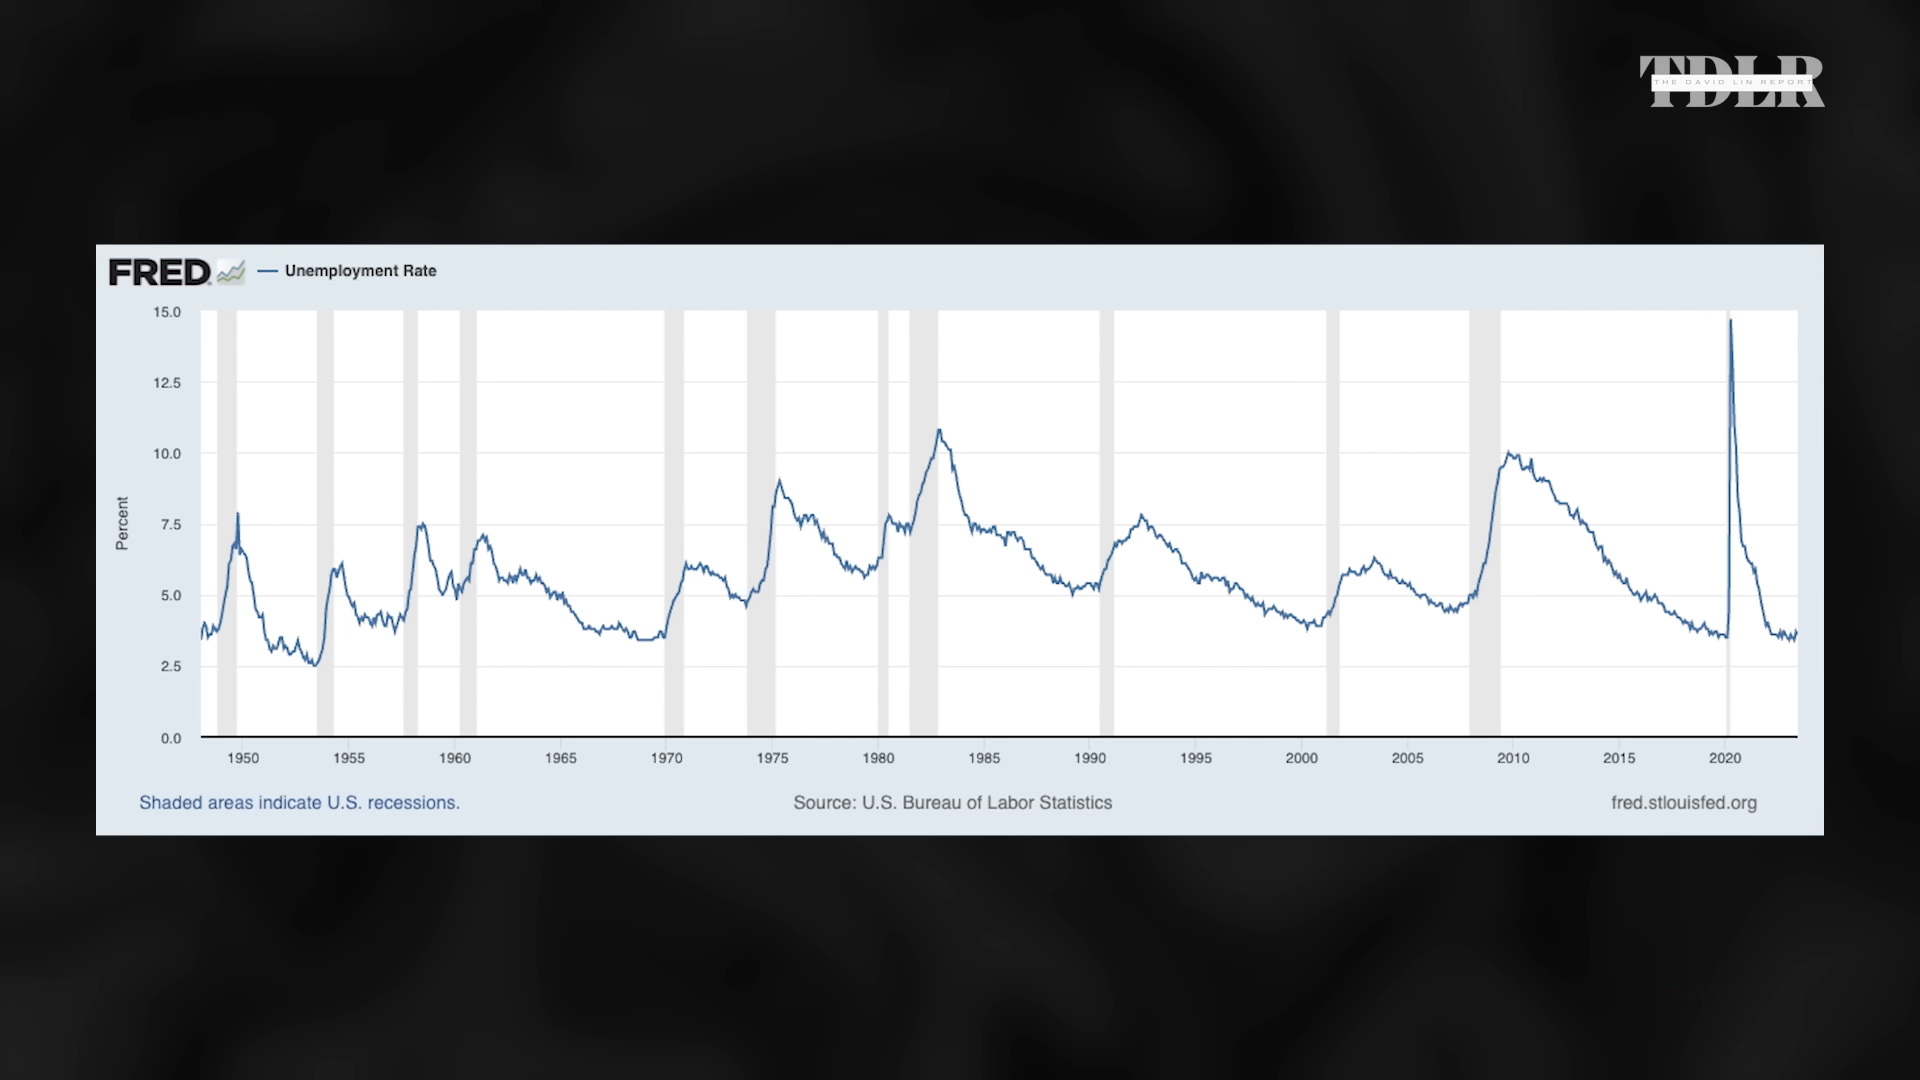 TDLR
THE DAVID LIN REPORT
FRED
Unemployment Rate
15.0
12.5
10.0
7.5
5.0
2.5
0.0
Percent
1950 1955 1960 1965 1970 1975 1980 1985 1990 1995 2000 2005 2010 2015 2020
Shaded areas indicate U.S. recessions. Source: U.S. Bureau of Labor Statistics fred.stlouisfed.org